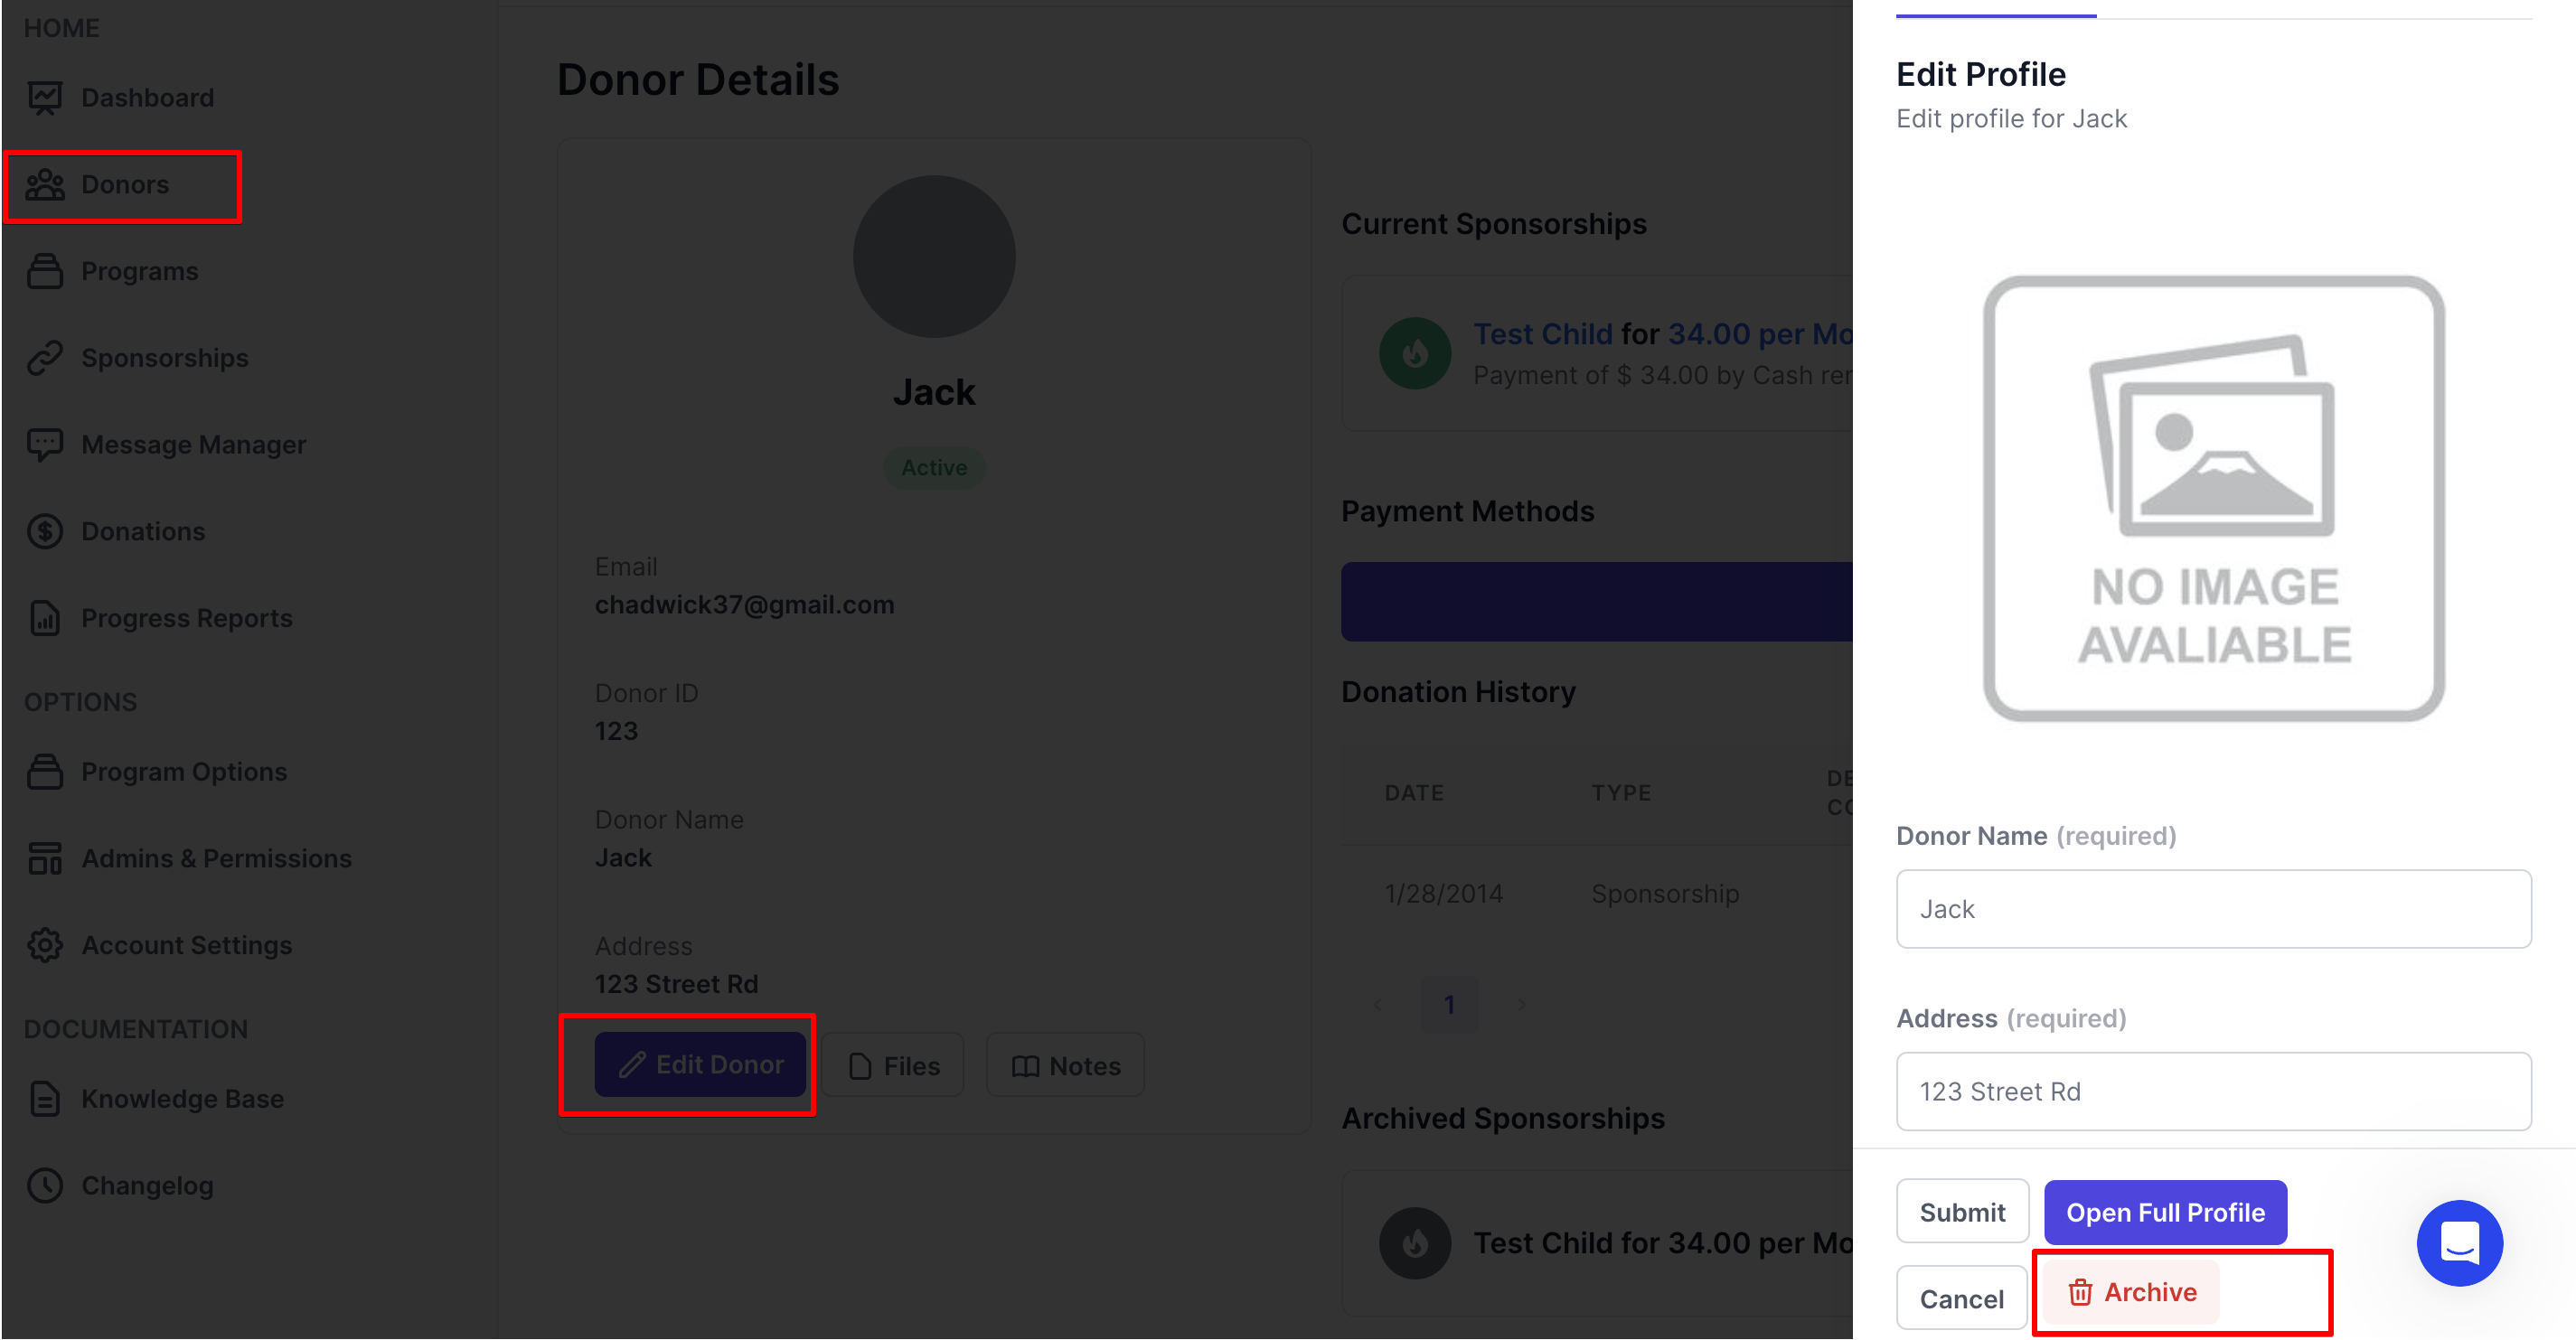 HOME
Dashboard
Donors
Programs
Sponsorships
Message Manager
Donations
Progress Reports
OPTIONS
Program Options
Admins & Permissions
Account Settings
DOCUMENTATION
Knowledge Base
Changelog
Donor Details
Jack
Active
Email
chadwick37@gmail.com
Donor ID
123
Donor Name
Jack
Address
123 Street Rd
Edit Donor
Files
Notes
Current Sponsorships
Test Child for 34.00 per Mo
Payment of $ 34.00 by Cash
Payment Methods
Donation History
DATE TYPE
1/28/2014 Sponsorship
1
Archived Sponsorships
Test Child for 34.00 per Mo
Edit Profile
Edit profile for Jack
NO IMAGE
AVALIABLE
Donor Name (required)
Jack
Address (required)
123 Street Rd
Submit
Open Full Profile
Cancel
Archive